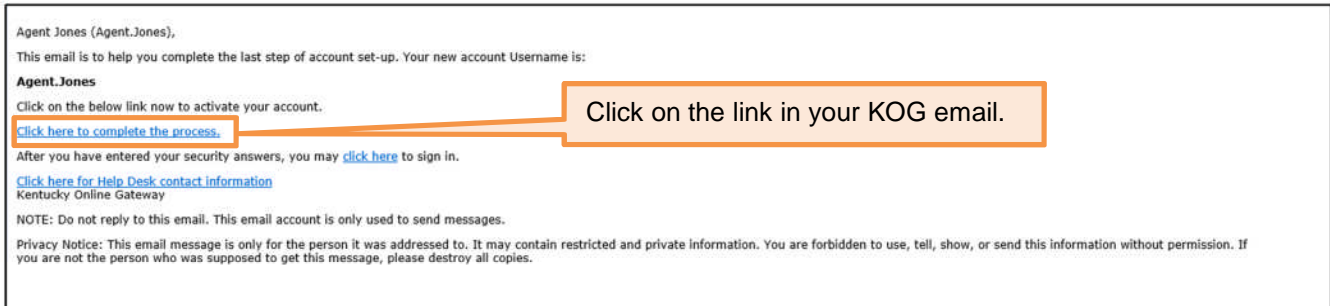 Agent Jones (Agent.Jones),
This email is to help you complete the last step of account set-up. Your new account Username is:
Agent.Jones
Click on the below link now to activate your account.
Click here to complete the process.
Click on the link in your KOG email.
After you have entered your security answers, you may click here to sign in.
Click here for Help Desk contact information
Kentucky Online Gateway
NOTE: Do not reply to this email. This email account is only used to send messages.
Privacy Notice: This email message is only for the person it was addressed to. It may contain restricted and private information. You are forbidden to use, tell, show, or send this information without permission. If
you are not the person who was supposed to get this message, please destroy all copies.